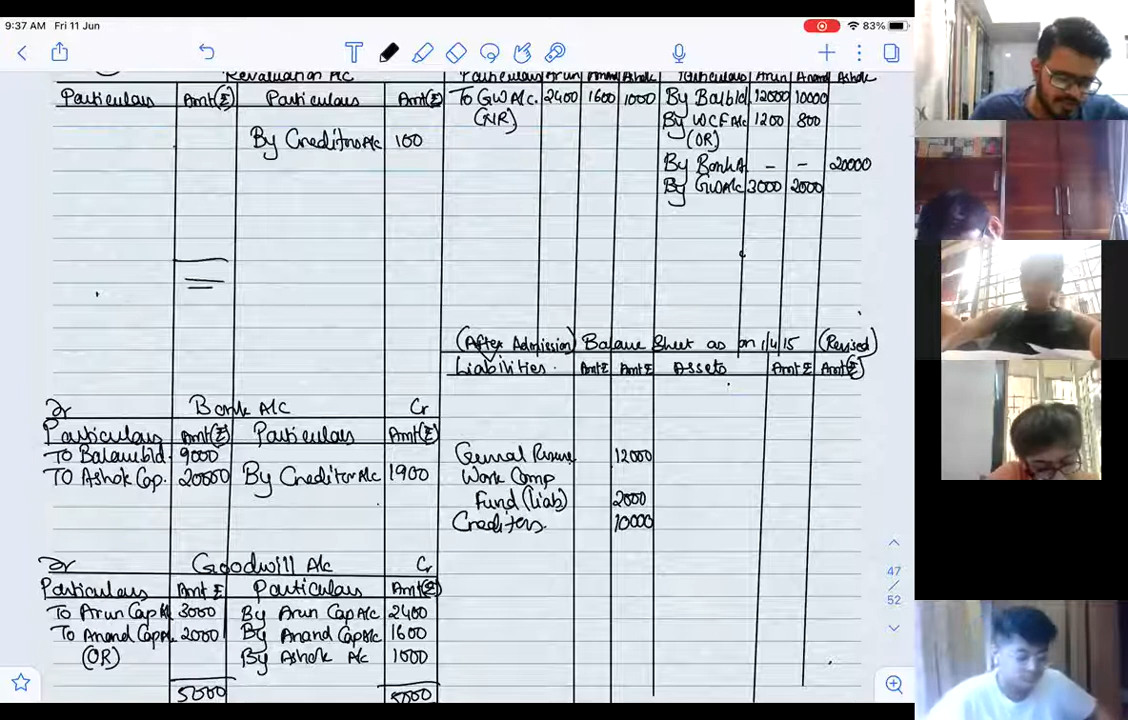 9:37 AM Fri 11 Jun
83%
Revaluation A/c
Particulars Amt(₹) Particulars Amt(₹)
By Creditors A/c 100
Particulars Arun Anand Ashok Particulars Arun Anand Ashok
To GW A/c. 2400 1600 1000 By Bal b/d 12000 10000
(NR) By WCF A/c 1200 800
(OR)
By Bank A - - 20000
By GW A/c 3000 2000
(After Admission) Balance Sheet as on 1/4/15 (Revised)
Liabilities. Amt ₹ Amt ₹ Assets Amt ₹ Amt ₹
General Reserve 12000
Work Comp
Fund (liab) 2000
Creditors. 10000
Dr Bank A/c Cr
Particulars Amt(₹) Particulars Amt(₹)
To Balance b/d. 9000
To Ashok Cap. 20000 By Creditor A/c 1900
Dr Goodwill A/c Cr
Particulars Amt ₹ Particulars Amt(₹)
To Arun Cap A/c 3000 By Arun Cap A/c 2400
To Anand Cap A/c 2000 By Anand Cap A/c 1600
(OR) By Ashok A/c 1000
5000 5000
47
/
52